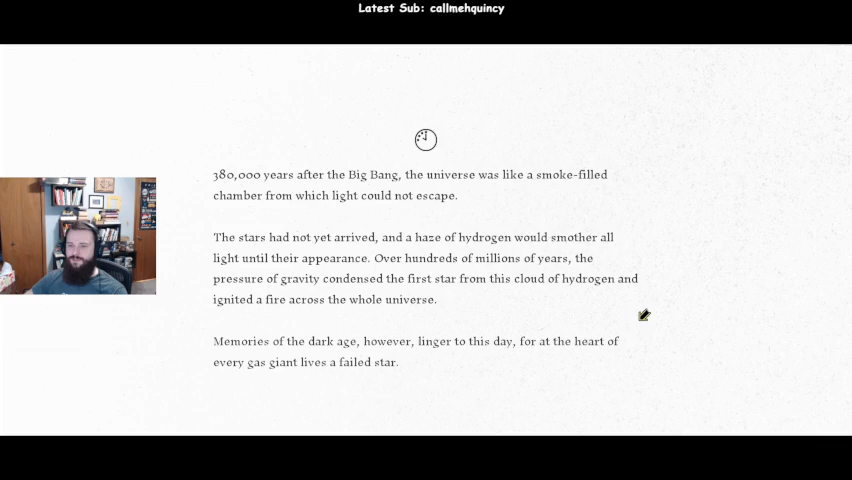 Latest Sub: callmehquincy
380,000 years after the Big Bang, the universe was like a smoke-filled
chamber from which light could not escape.
The stars had not yet arrived, and a haze of hydrogen would smother all
light until their appearance. Over hundreds of millions of years, the
pressure of gravity condensed the first star from this cloud of hydrogen and
ignited a fire across the whole universe.
Memories of the dark age, however, linger to this day, for at the heart of
every gas giant lives a failed star.